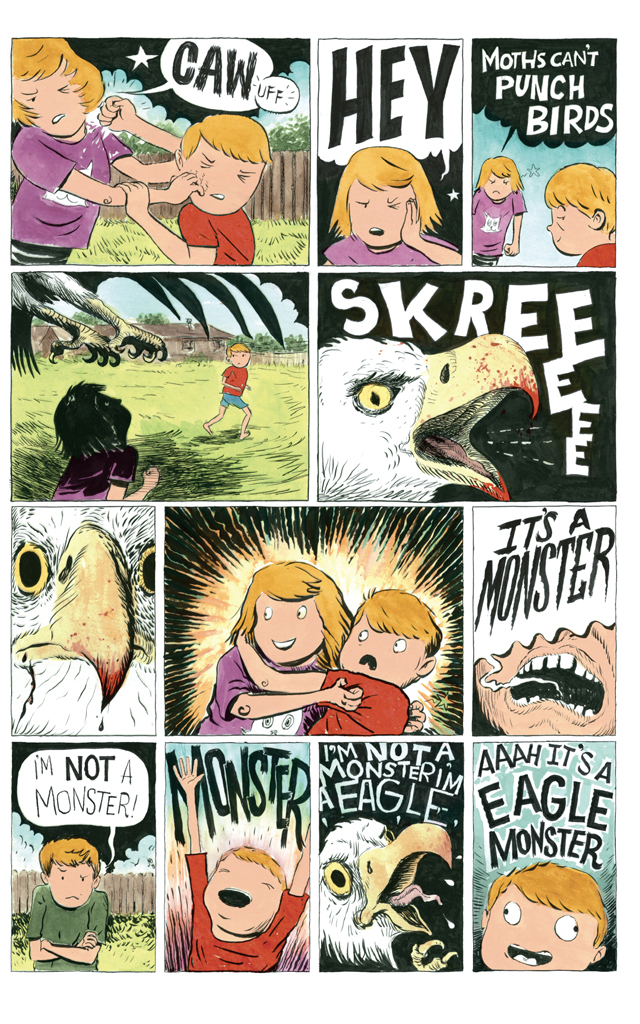 CAW
UFF
HEY
MOTHS CAN'T
PUNCH
BIRDS
SKREEEEE
IT'S A
MONSTER
I'M NOT A
MONSTER!
MONSTER
I'M NOT A
MONSTER I'M
A EAGLE
AAAH IT'S A
EAGLE
MONSTER